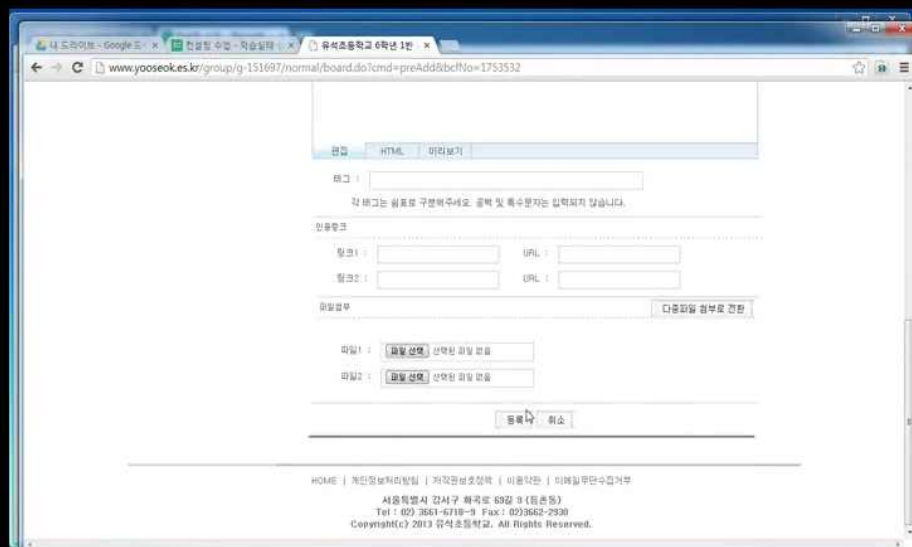 내 드라이브 - Google 드
컨설팅 수업 - 학습실태
유석초등학교 6학년 1반
www.yooseok.es.kr/group/g-151697/normal/board.do?cmd=preAdd&bcfNo=1753532
편집 HTML 미리보기
태그 :
각 태그는 쉼표로 구분해주세요. 공백 및 특수문자는 입력되지 않습니다.
인용링크
링크1 : URL :
링크2 : URL :
파일첨부 다중파일 첨부로 전환
파일1 : 파일 선택 선택된 파일 없음
파일2 : 파일 선택 선택된 파일 없음
등록 취소
HOME | 개인정보처리방침 | 저작권보호정책 | 이용약관 | 이메일무단수집거부
서울특별시 강서구 화곡로 69길 9 (등촌동)
Tel : 02) 3661-6710~9 Fax : 02)3662-2930
Copyright(c) 2013 유석초등학교. All Rights Reserved.